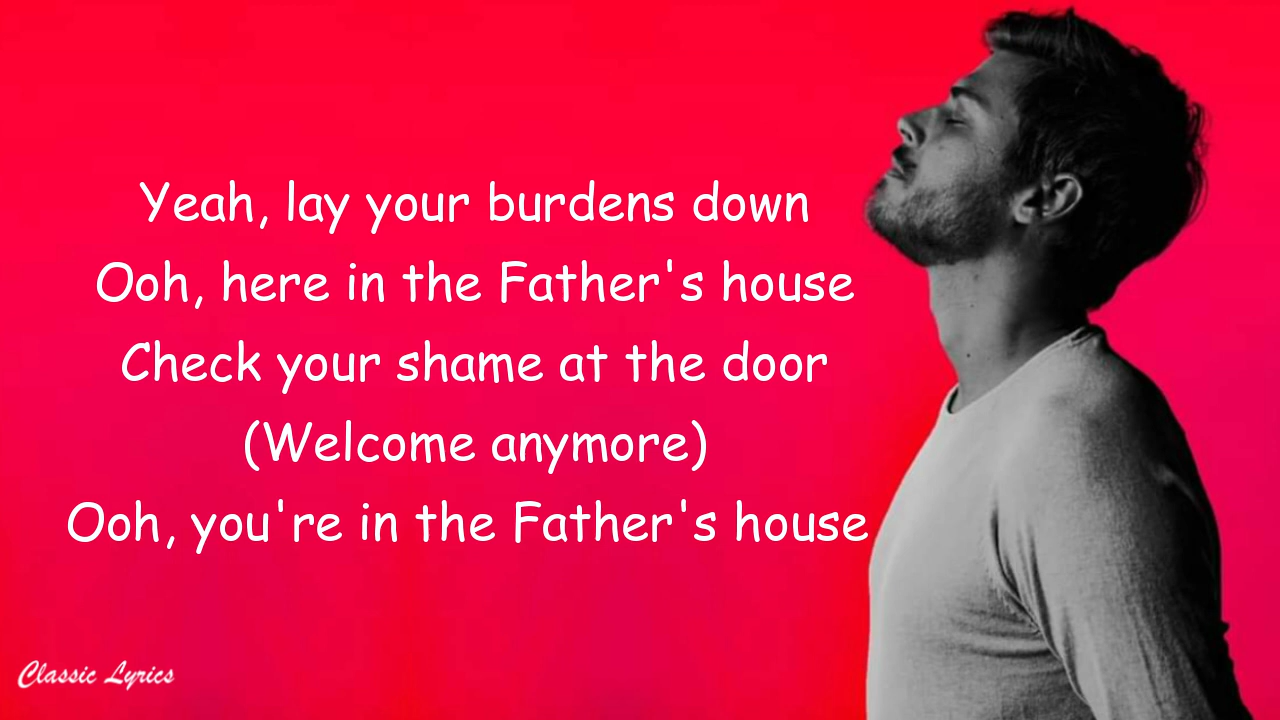 Yeah, lay your burdens down
Ooh, here in the Father's house
Check your shame at the door
(Welcome anymore)
Ooh, you're in the Father's house
Classic Lyrics